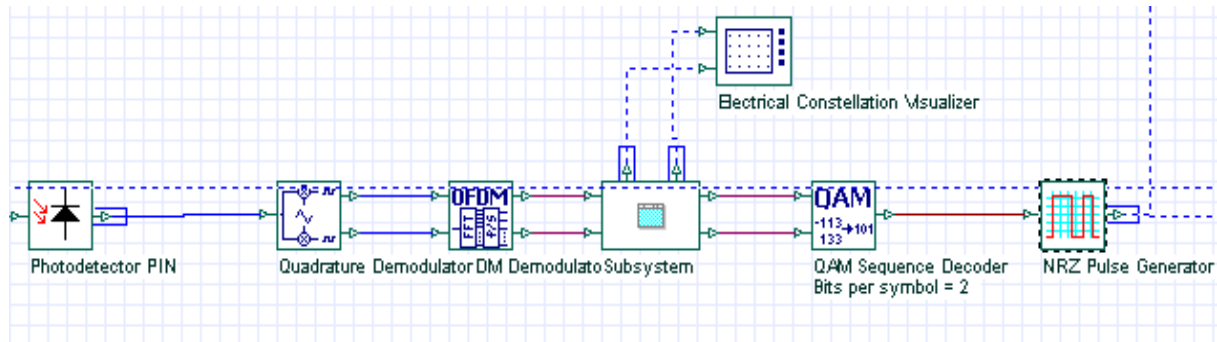 Electrical Constellation Visualizer
OFDM
FFT
P/S
QAM
-113→101
133
Photodetector PIN
Quadrature Demodulator
DM Demodulato
Subsystem
QAM Sequence Decoder
Bits per symbol = 2
NRZ Pulse Generator